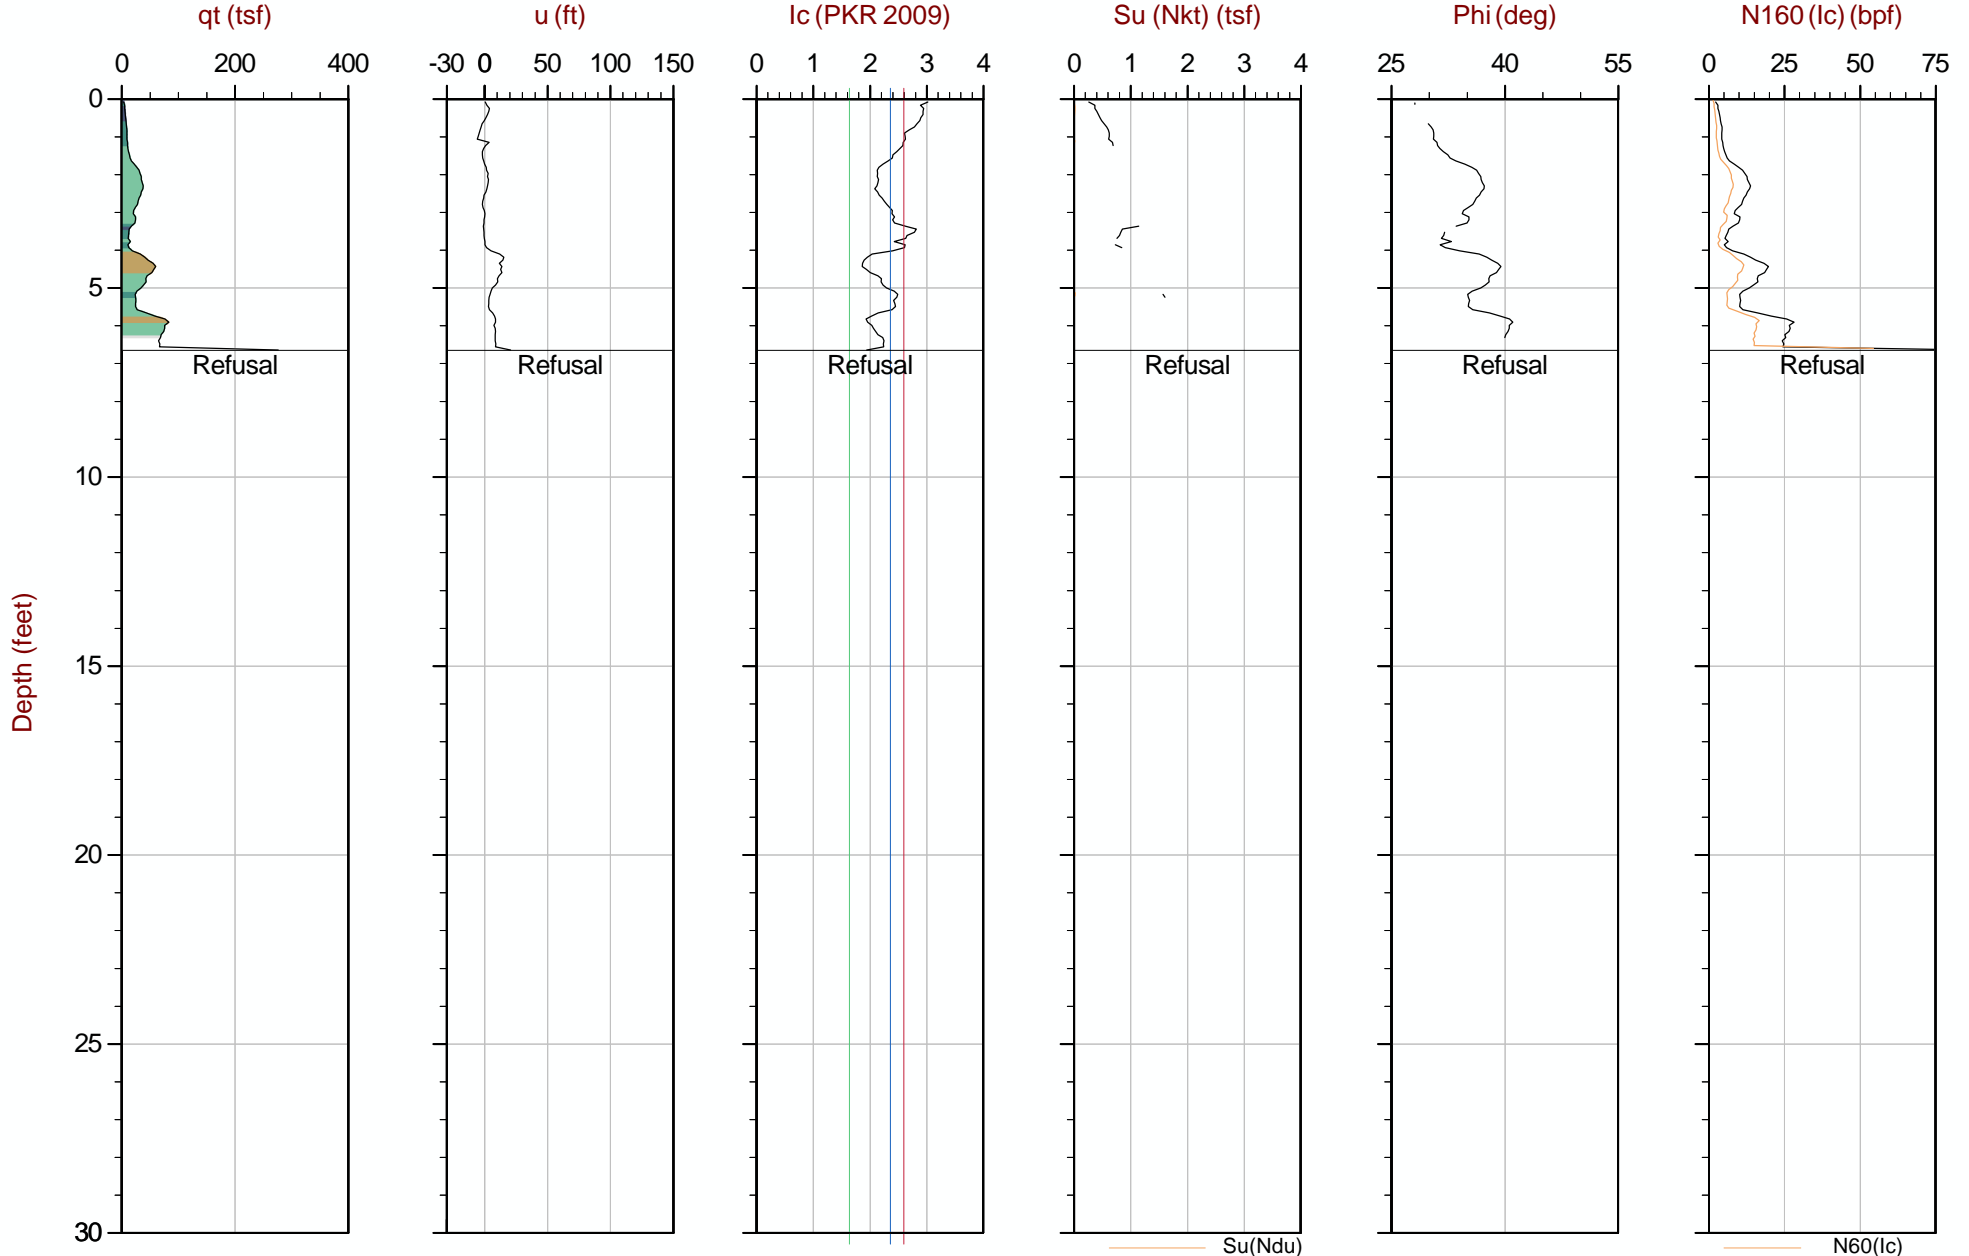 qt (tsf) u (ft) Ic (PKR 2009) Su (Nkt) (tsf) Phi (deg) N160 (Ic) (bpf)
0 200 400 -30 0 50 100 150 0 1 2 3 4 0 1 2 3 4 25 40 55 0 25 50 75
0
5
Refusal Refusal Refusal Refusal Refusal Refusal
10
15
Depth (feet)
20
25
30
Su(Ndu) N60(Ic)